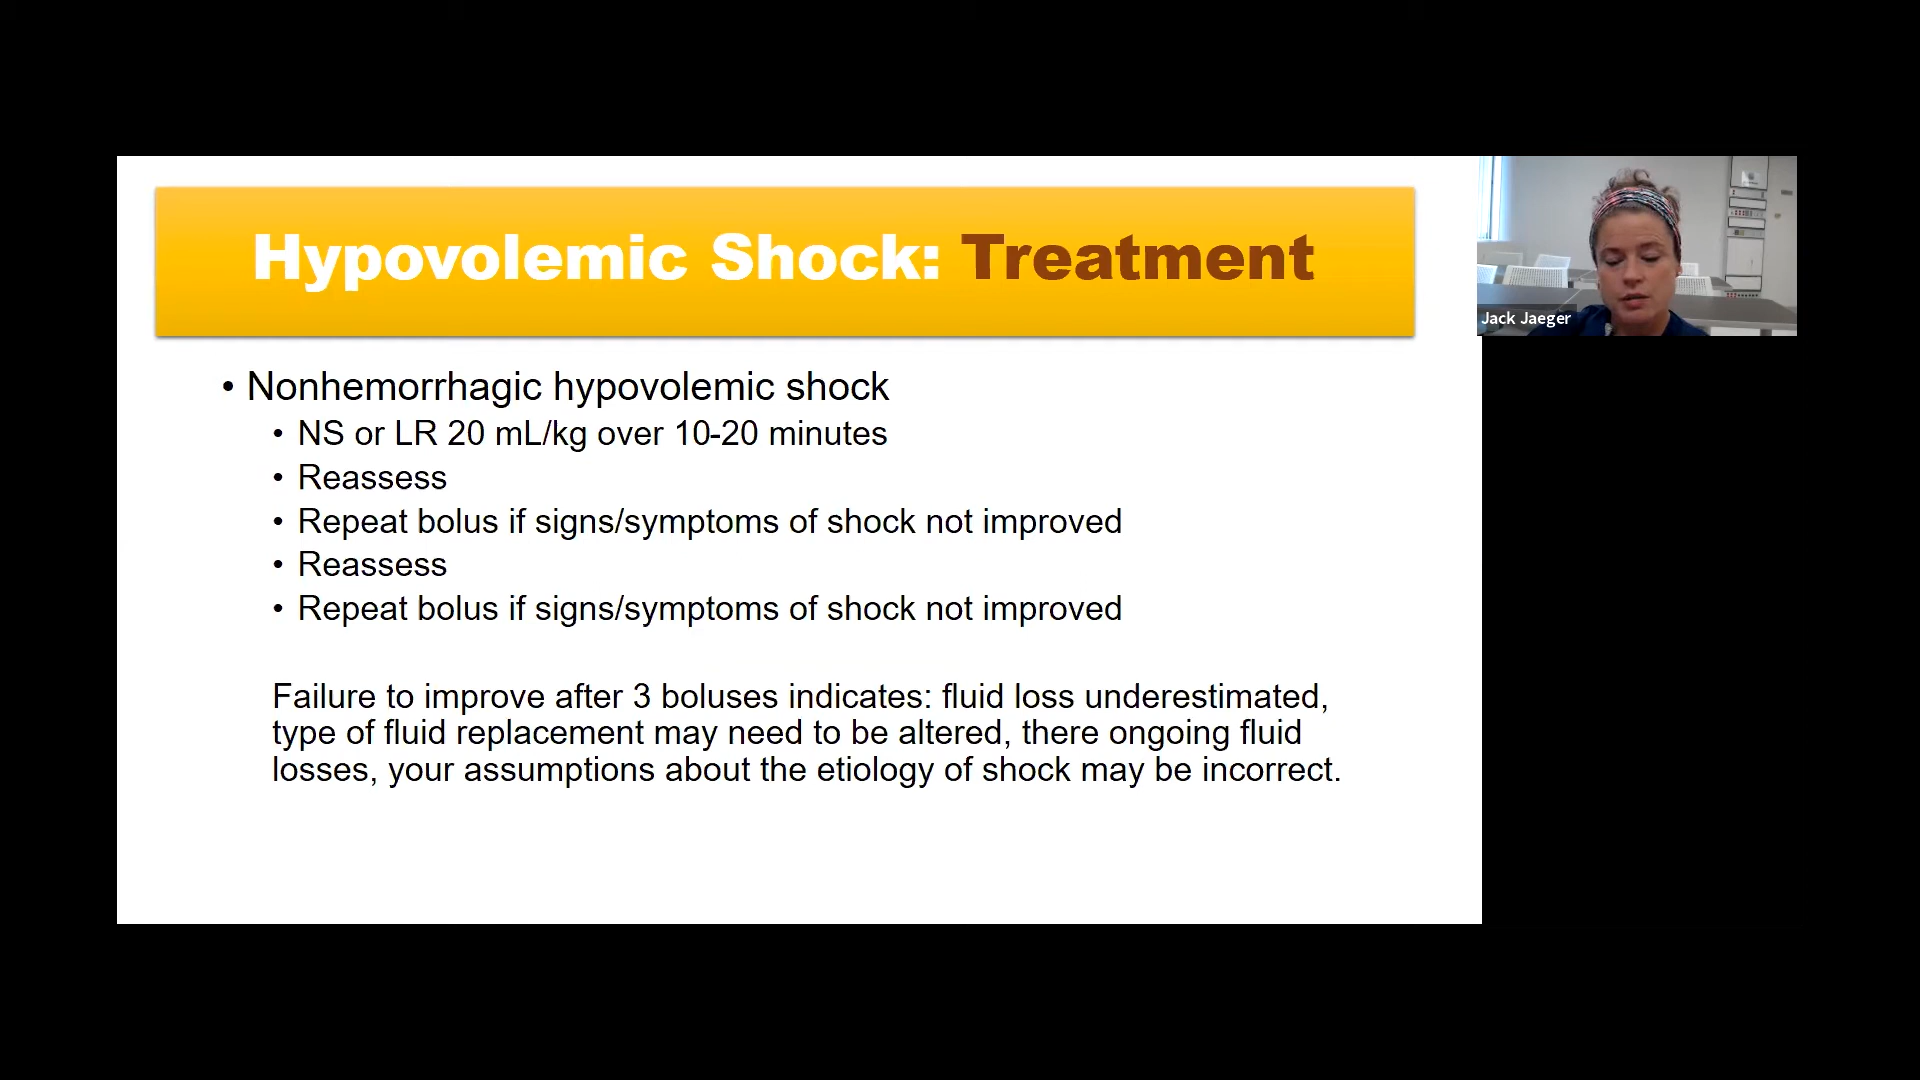 Hypovolemic Shock: Treatment
Jack Jaeger
• Nonhemorrhagic hypovolemic shock
• NS or LR 20 mL/kg over 10-20 minutes
• Reassess
• Repeat bolus if signs/symptoms of shock not improved
• Reassess
• Repeat bolus if signs/symptoms of shock not improved
Failure to improve after 3 boluses indicates: fluid loss underestimated,
type of fluid replacement may need to be altered, there ongoing fluid
losses, your assumptions about the etiology of shock may be incorrect.